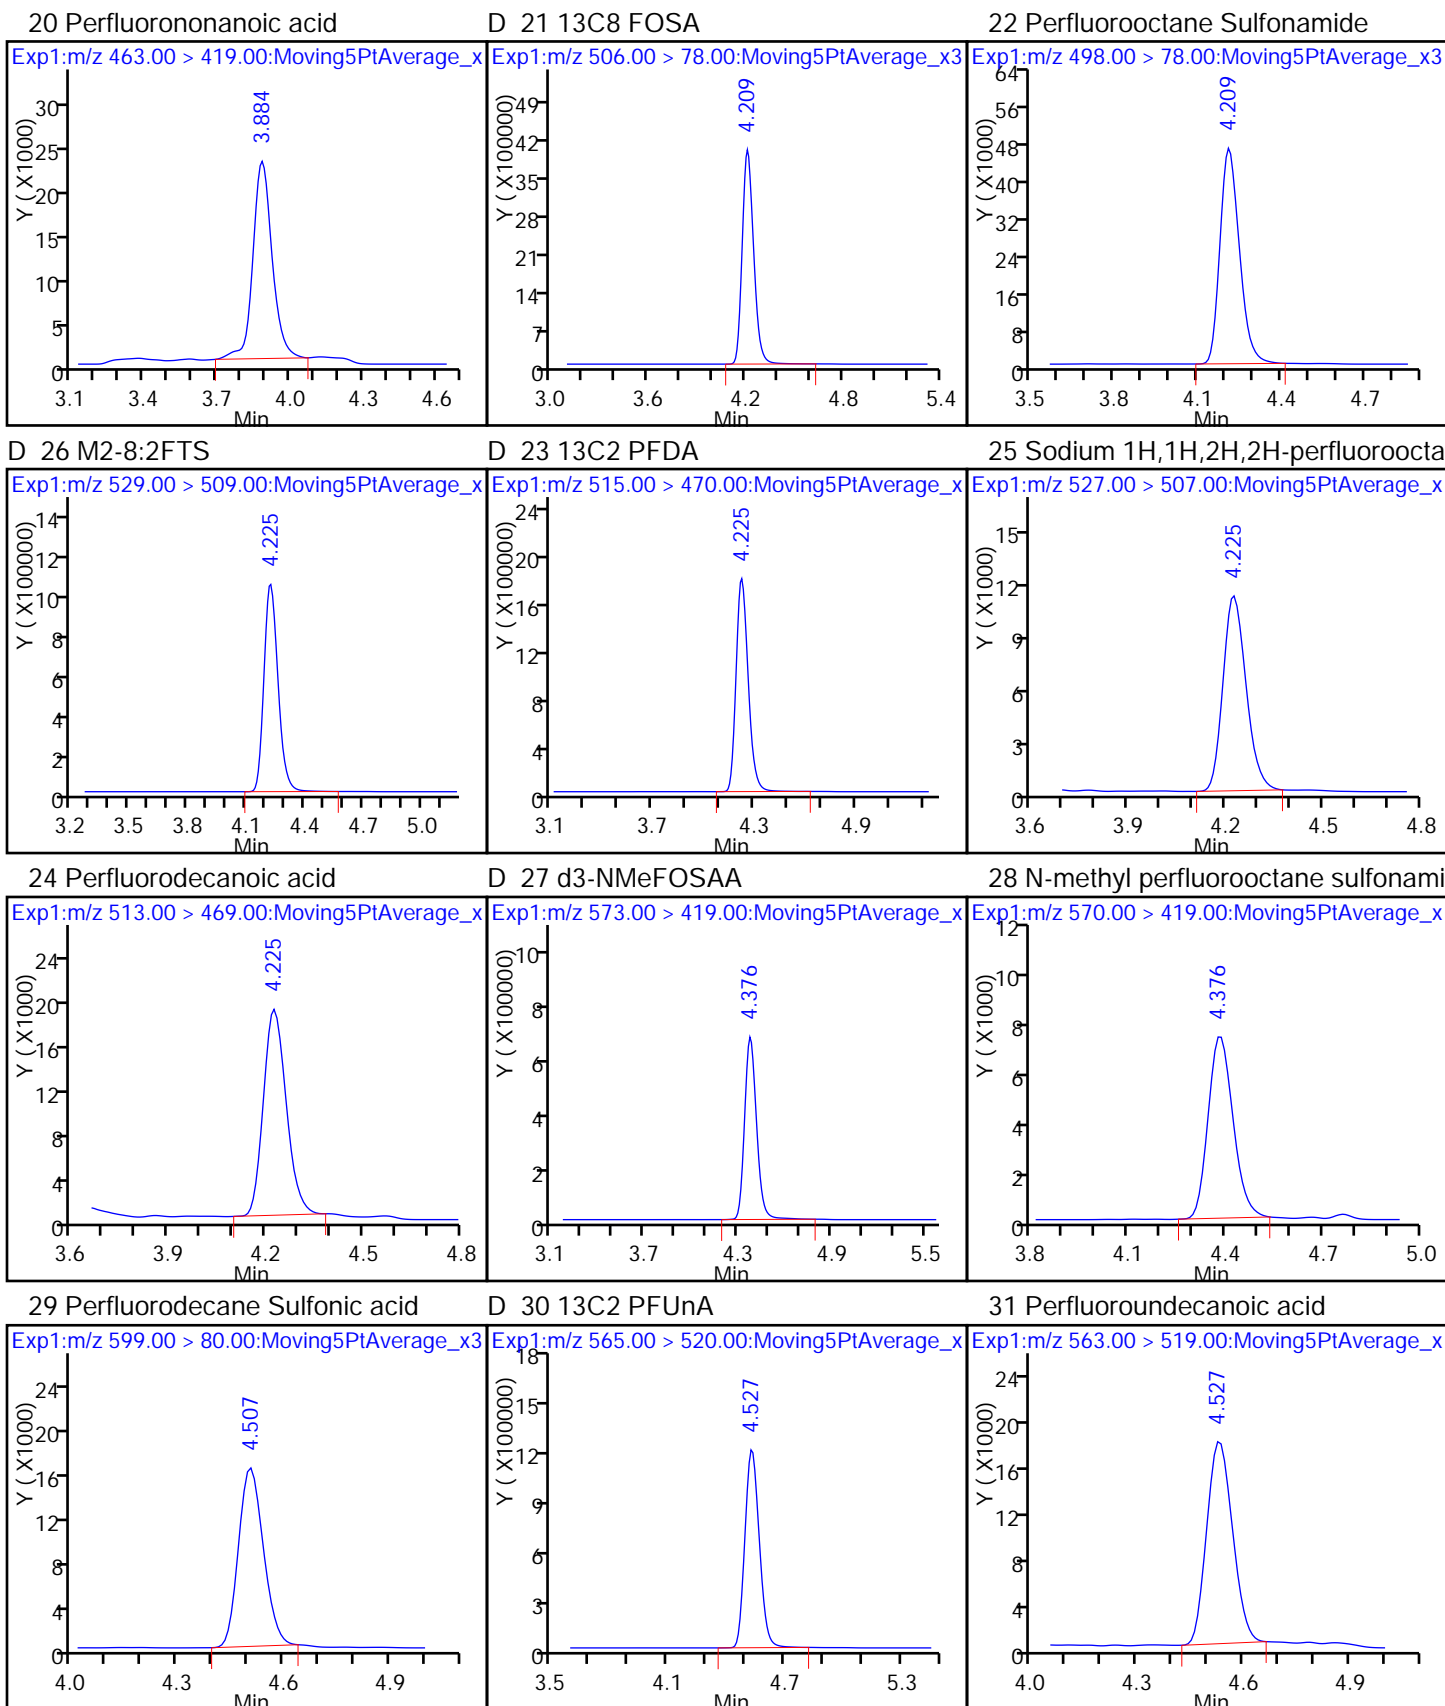 20 Perfluorononanoic acid
Exp1:m/z 463.00 > 419.00:Moving5PtAverage_x
Y ( X1000)
30
25
20
15
10
5
0
3.884
3.1 3.4 3.7 4.0 4.3 4.6
Min
D 21 13C8 FOSA
Exp1:m/z 506.00 > 78.00:Moving5PtAverage_x3
Y ( X100000)
49
42
35
28
21
14
7
0
4.209
3.0 3.6 4.2 4.8 5.4
22 Perfluorooctane Sulfonamide
Exp1:m/z 498.00 > 78.00:Moving5PtAverage_x3
Y ( X1000)
64
56
48
40
32
24
16
8
0
4.209
3.5 3.8 4.1 4.4 4.7
Min
D 26 M2-8:2FTS
Exp1:m/z 529.00 > 509.00:Moving5PtAverage_x
Y ( X100000)
14
12
10
8
6
4
2
0
4.225
3.2 3.5 3.8 4.1 4.4 4.7 5.0
Min
D 23 13C2 PFDA
Exp1:m/z 515.00 > 470.00:Moving5PtAverage_x
Y ( X100000)
24
20
16
12
8
4
0
4.225
3.1 3.7 4.3 4.9
Min
25 Sodium 1H,1H,2H,2H-perfluoroocta
Exp1:m/z 527.00 > 507.00:Moving5PtAverage_x
Y ( X1000)
15
12
9
6
3
0
4.225
3.6 3.9 4.2 4.5 4.8
Min
24 Perfluorodecanoic acid
Exp1:m/z 513.00 > 469.00:Moving5PtAverage_x
Y ( X1000)
24
20
16
12
8
4
0
4.225
3.6 3.9 4.2 4.5 4.8
Min
D 27 d3-NMeFOSAA
Exp1:m/z 573.00 > 419.00:Moving5PtAverage_x
Y ( X100000)
10
8
6
4
2
0
4.376
3.1 3.7 4.3 4.9 5.5
Min
28 N-methyl perfluorooctane sulfonami
Exp1:m/z 570.00 > 419.00:Moving5PtAverage_x
Y ( X1000)
12
10
8
6
4
2
0
4.376
3.8 4.1 4.4 4.7 5.0
Min
29 Perfluorodecane Sulfonic acid
Exp1:m/z 599.00 > 80.00:Moving5PtAverage_x3
Y ( X1000)
24
20
16
12
8
4
0
4.507
4.0 4.3 4.6 4.9
Min
D 30 13C2 PFUnA
Exp1:m/z 565.00 > 520.00:Moving5PtAverage_x
Y ( X100000)
18
15
12
9
6
3
0
4.527
3.5 4.1 4.7 5.3
Min
31 Perfluoroundecanoic acid
Exp1:m/z 563.00 > 519.00:Moving5PtAverage_x
Y ( X1000)
24
20
16
12
8
4
0
4.527
4.0 4.3 4.6 4.9
Min